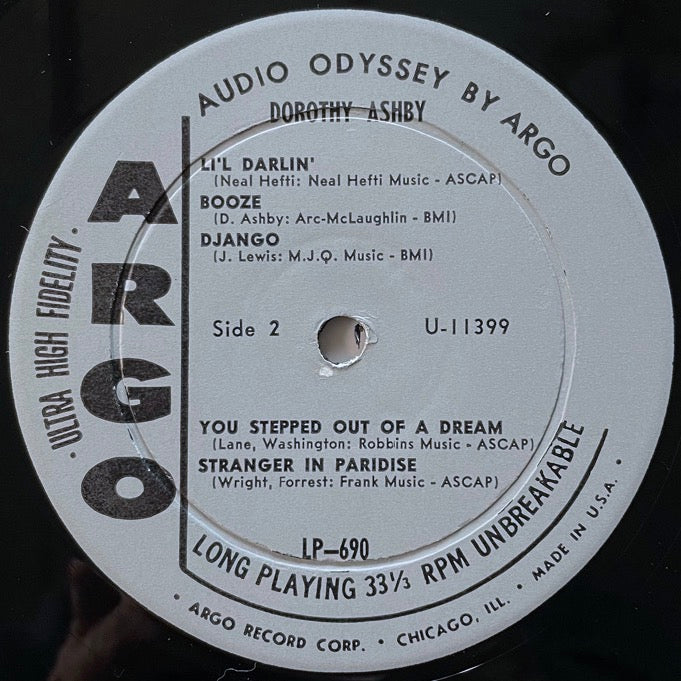 AUDIO ODYSSEY BY ARGO
DOROTHY ASHBY
ARGO
· ULTRA HIGH FIDELITY ·
LI'L DARLIN'
(Neal Hefti: Neal Hefti Music - ASCAP)
BOOZE
(D. Ashby: Arc-McLaughlin - BMI)
DJANGO
(J. Lewis: M.J.Q. Music - BMI)
Side 2 U-11399
YOU STEPPED OUT OF A DREAM
(Lane, Washington: Robbins Music - ASCAP)
STRANGER IN PARIDISE
(Wright, Forrest: Frank Music - ASCAP)
LP-690
LONG PLAYING 33⅓ RPM UNBREAKABLE
· ARGO RECORD CORP. · CHICAGO, ILL. · MADE IN U.S.A. ·